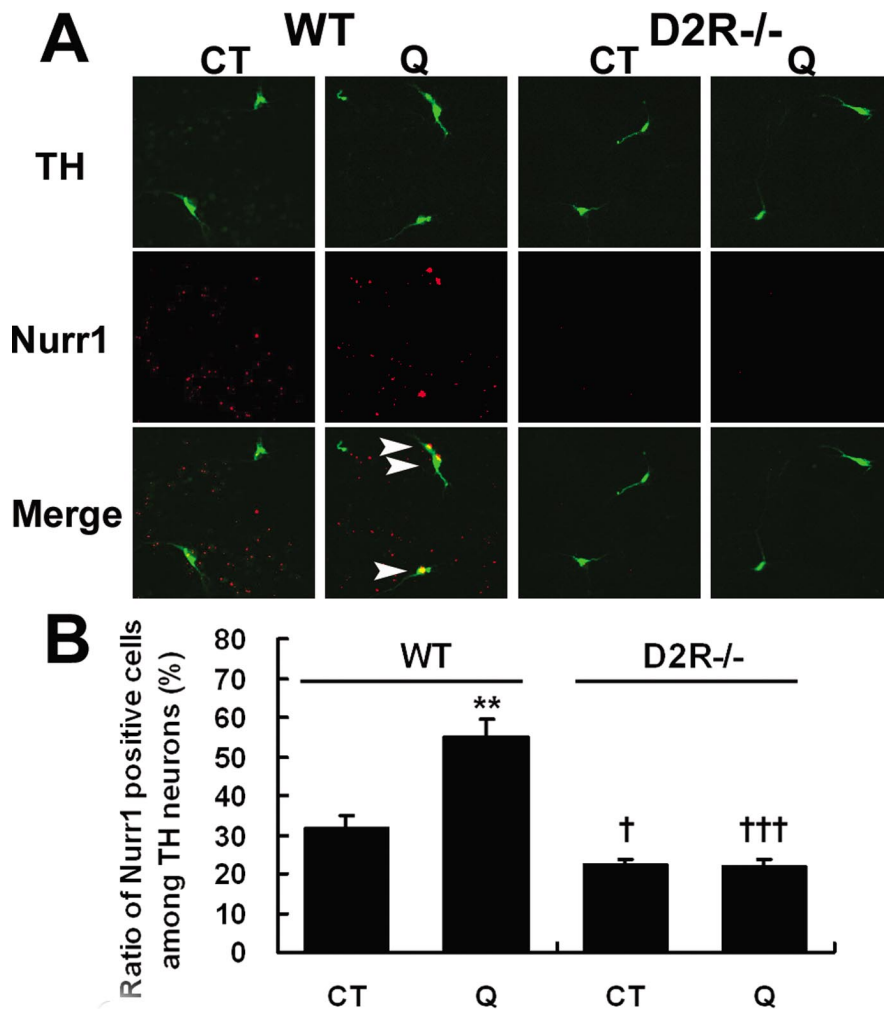 A
WT
D2R-/-
CT
Q
CT
Q
TH
Nurr1
Merge
B
Ratio of Nurr1 positive cells
among TH neurons (%)
80
70
60
50
40
30
20
10
0
WT
D2R-/-
**
†
†††
CT
Q
CT
Q